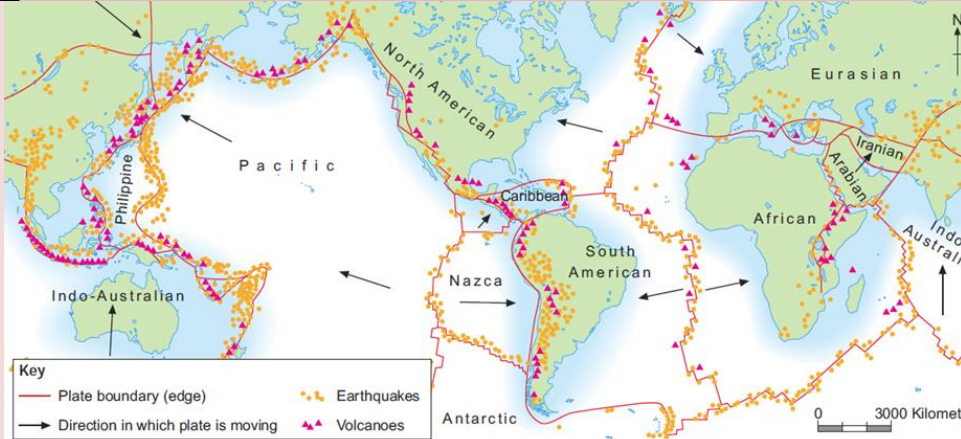 N
Eurasian
North American
Iranian
Pacific
Philippine
Arabian
Caribbean
African
Indo
Australi
South
American
Nazca
Indo-Australian
Key
Plate boundary (edge)
Earthquakes
Direction in which plate is moving
Volcanoes
Antarctic
0 3000 Kilomet